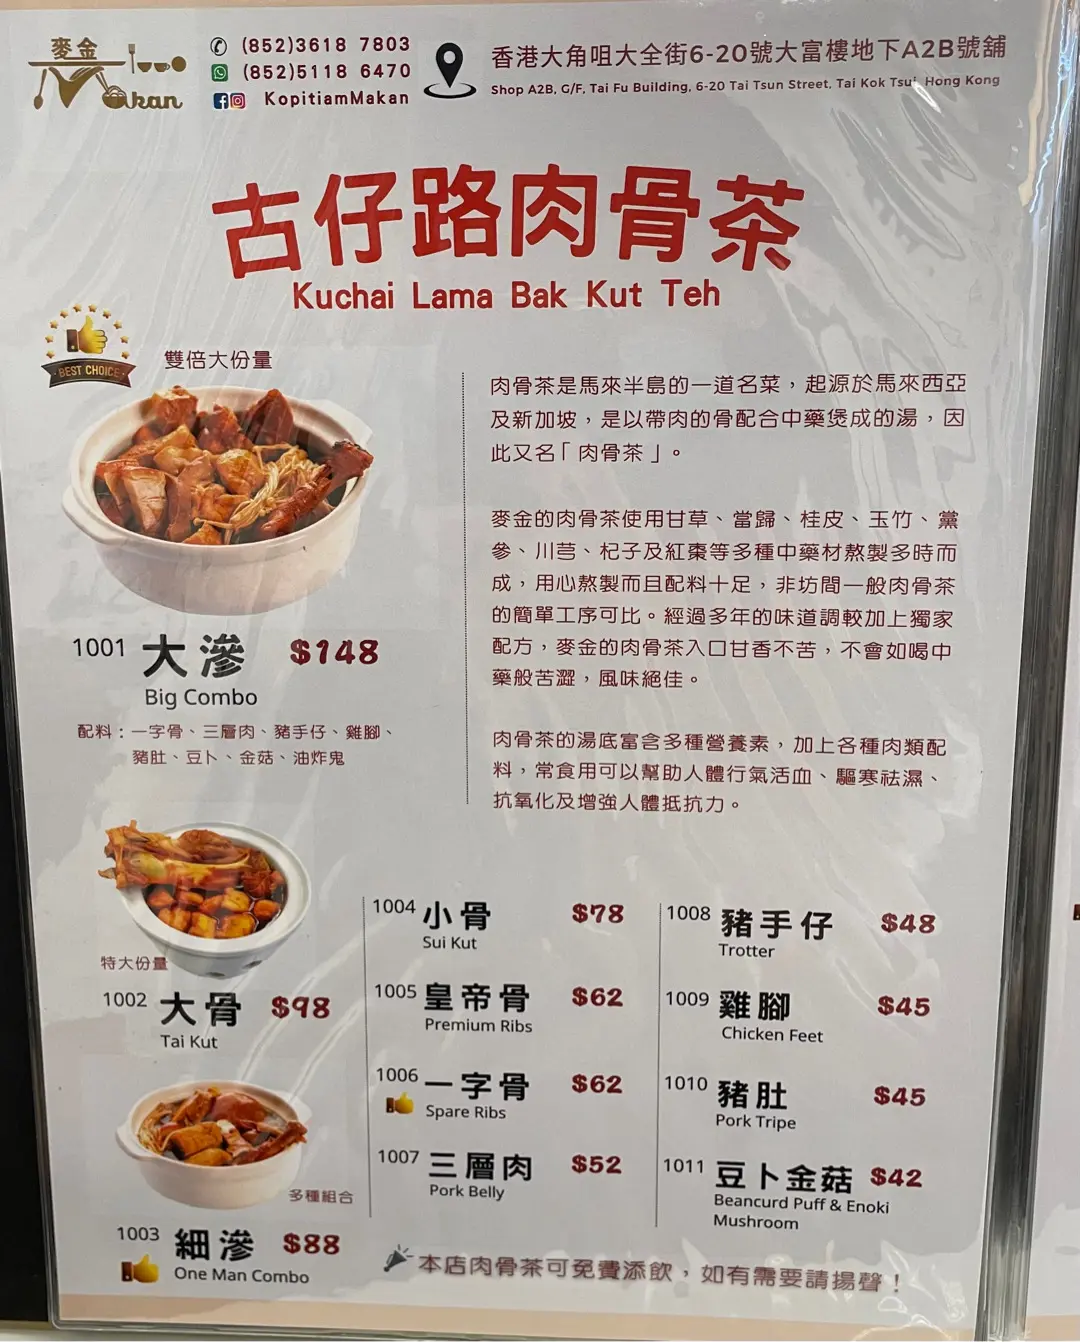 麥金
Makan
(852)3618 7803
(852)5118 6470
KopitiamMakan
香港大角咀大全街6-20號大富樓地下A2B號舖
Shop A2B, G/F, Tai Fu Building, 6-20 Tai Tsun Street, Tai Kok Tsui, Hong Kong
古仔路肉骨茶
Kuchai Lama Bak Kut Teh
BEST CHOICE
雙倍大份量
1001 大滲 $148
Big Combo
配料：一字骨、三層肉、豬手仔、雞腳、
豬肚、豆卜、金菇、油炸鬼
肉骨茶是馬來半島的一道名菜，起源於馬來西亞
及新加坡，是以帶肉的骨配合中藥煲成的湯，因
此又名「肉骨茶」。
麥金的肉骨茶使用甘草、當歸、桂皮、玉竹、黨
參、川芎、杞子及紅棗等多種中藥材熬製多時而
成，用心熬製而且配料十足，非坊間一般肉骨茶
的簡單工序可比。經過多年的味道調較加上獨家
配方，麥金的肉骨茶入口甘香不苦，不會如喝中
藥般苦澀，風味絕佳。
肉骨茶的湯底富含多種營養素，加上各種肉類配
料，常食用可以幫助人體行氣活血、驅寒祛濕、
抗氧化及增強人體抵抗力。
特大份量
1002 大骨 $98
Tai Kut
多種組合
1003 細滲 $88
One Man Combo
1004 小骨 $78
Sui Kut
1005 皇帝骨 $62
Premium Ribs
1006 一字骨 $62
Spare Ribs
1007 三層肉 $52
Pork Belly
1008 豬手仔 $48
Trotter
1009 雞腳 $45
Chicken Feet
1010 豬肚 $45
Pork Tripe
1011 豆卜金菇 $42
Beancurd Puff & Enoki
Mushroom
本店肉骨茶可免費添飲，如有需要請揚聲！